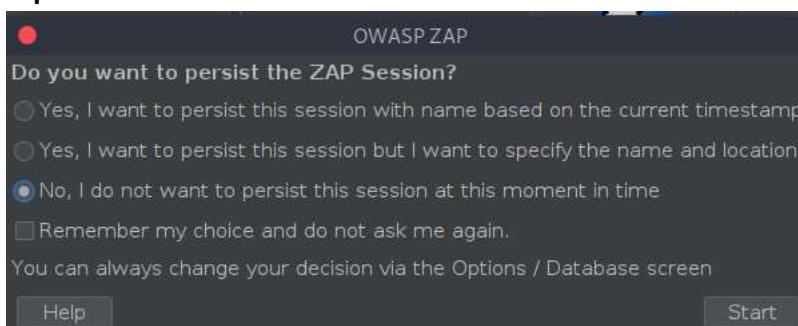 OWASP ZAP
Do you want to persist the ZAP Session?
Yes, I want to persist this session with name based on the current timestamp
Yes, I want to persist this session but I want to specify the name and location
No, I do not want to persist this session at this moment in time
Remember my choice and do not ask me again.
You can always change your decision via the Options / Database screen
Help Start